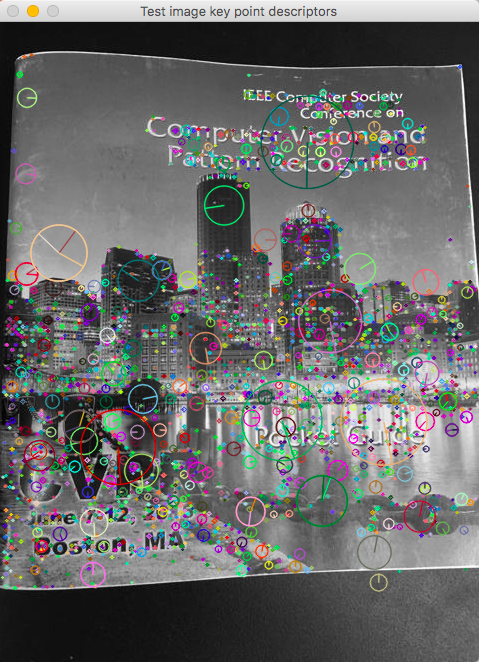 Test image key point descriptors
IEEE Computer Society
Conference on
Computer Vision and
Pattern Recognition
Pocket Guide
Boston, MA